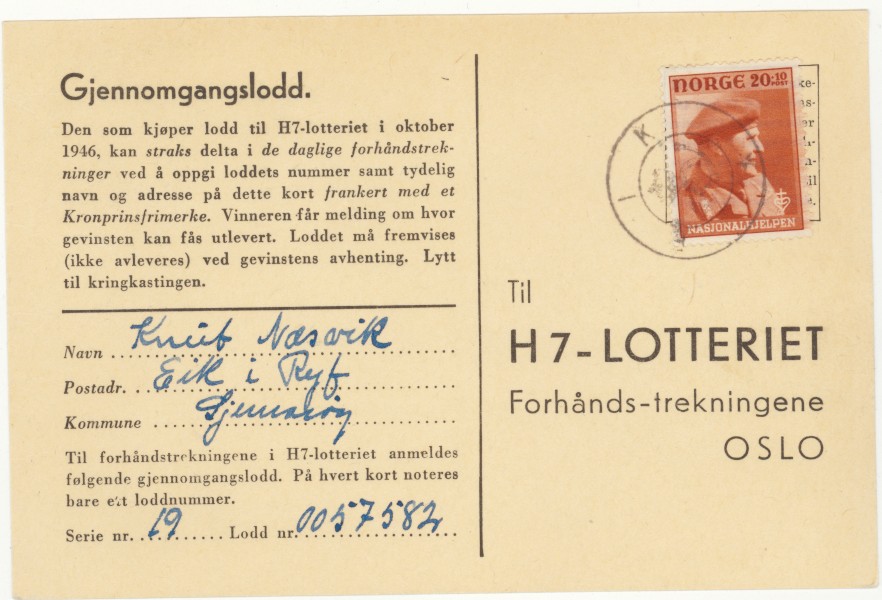 Gjennomgangslodd.
Den som kjøper lodd til H7-lotteriet i oktober
1946, kan straks delta i de daglige forhåndstrek-
ninger ved å oppgi loddets nummer samt tydelig
navn og adresse på dette kort frankert med et
Kronprinsfrimerke. Vinneren får melding om hvor
gevinsten kan fås utlevert. Loddet må fremvises
(ikke avleveres) ved gevinstens avhenting. Lytt
til kringkastingen.
Navn Knut Næsvik
Postadr. Eik i Ryf
Kommune
Til forhåndstrekningene i H7-lotteriet anmeldes
følgende gjennomgangslodd. På hvert kort noteres
bare ett loddnummer.
Serie nr. 19 Lodd nr. 0057582
NORGE 20+10
POST
NASJONALHJELPEN
Til
H7-LOTTERIET
Forhånds-trekningene
OSLO